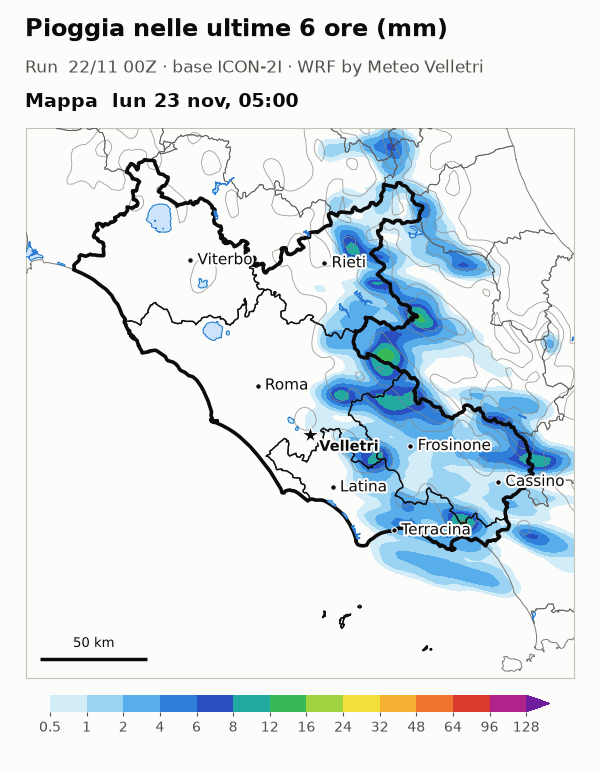 Pioggia nelle ultime 6 ore (mm)
Run  22/11 00Z · base ICON-2I · WRF by Meteo Velletri
Mappa  lun 23 nov, 05:00
Viterbo
Rieti
Roma
Velletri
Frosinone
Cassino
Latina
Terracina
50 km
0.5 1 2 4 6 8 12 16 24 32 48 64 96 128